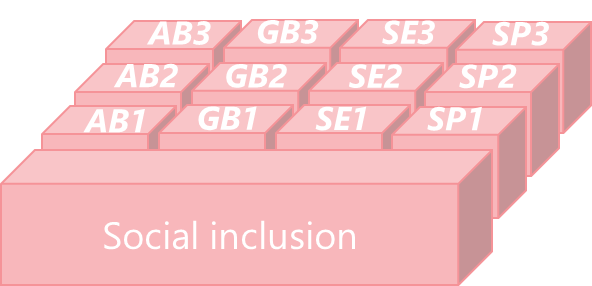 AB3 GB3 SE3 SP3
AB2 GB2 SE2 SP2
AB1 GB1 SE1 SP1
Social inclusion